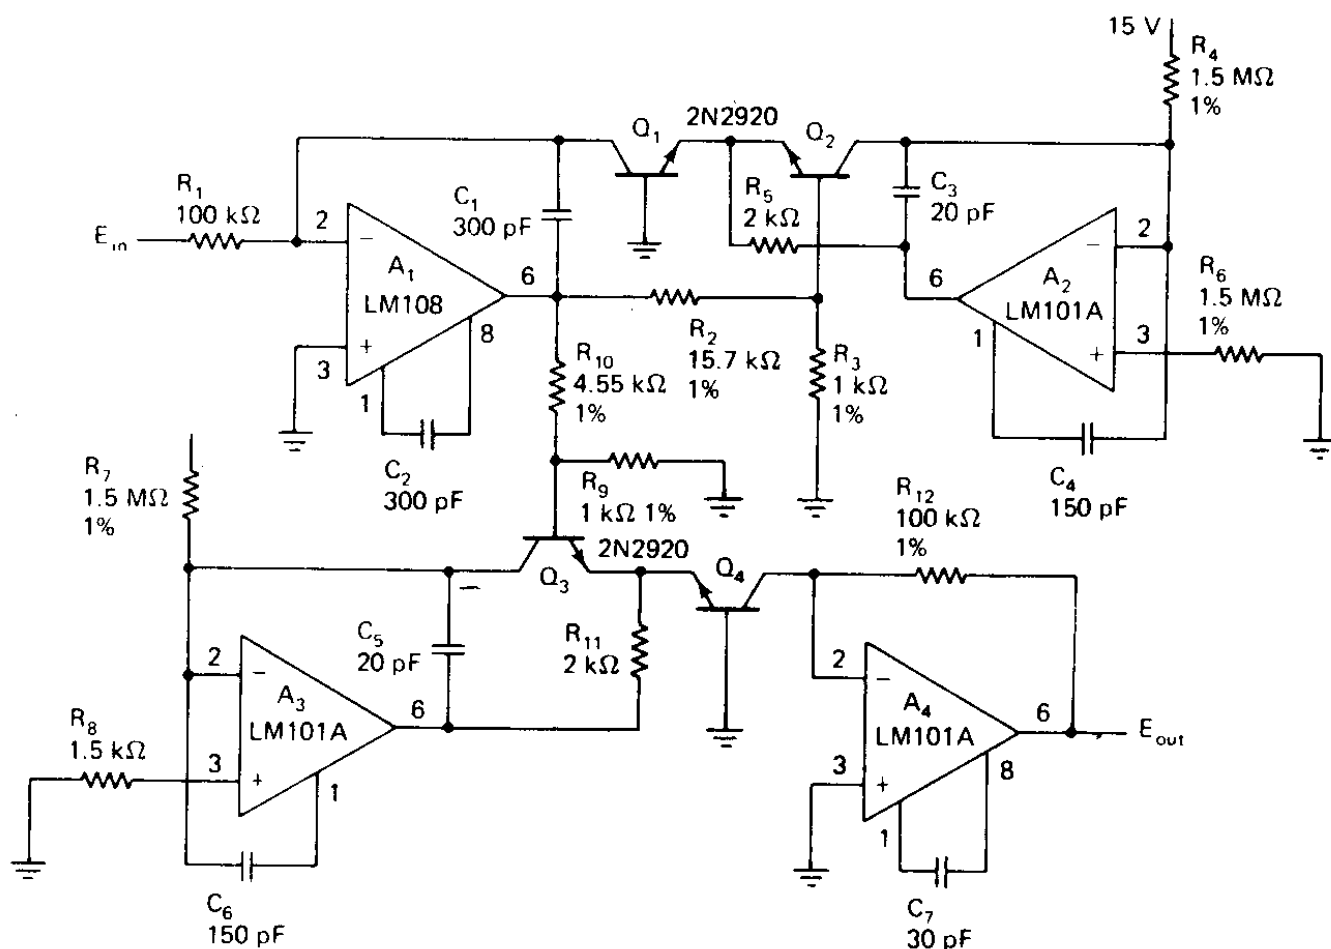 15 V
R4
1.5 MΩ
1%
2N2920
Q1
Q2
R1
100 kΩ
Ein
2
−
A1
LM108
+
3
1
8
6
C1
300 pF
R5
2 kΩ
C3
20 pF
6
2
−
A2
LM101A
1
3
+
R6
1.5 MΩ
1%
R10
4.55 kΩ
1%
R2
15.7 kΩ
1%
R3
1 kΩ
1%
C2
300 pF
C4
150 pF
R7
1.5 MΩ
1%
R9
1 kΩ 1%
2N2920
Q3
Q4
R12
100 kΩ
1%
C5
20 pF
R11
2 kΩ
2
−
A3
LM101A
6
3
+
1
R8
1.5 kΩ
2
−
A4
LM101A
6
Eout
3
+
8
1
C6
150 pF
C7
30 pF